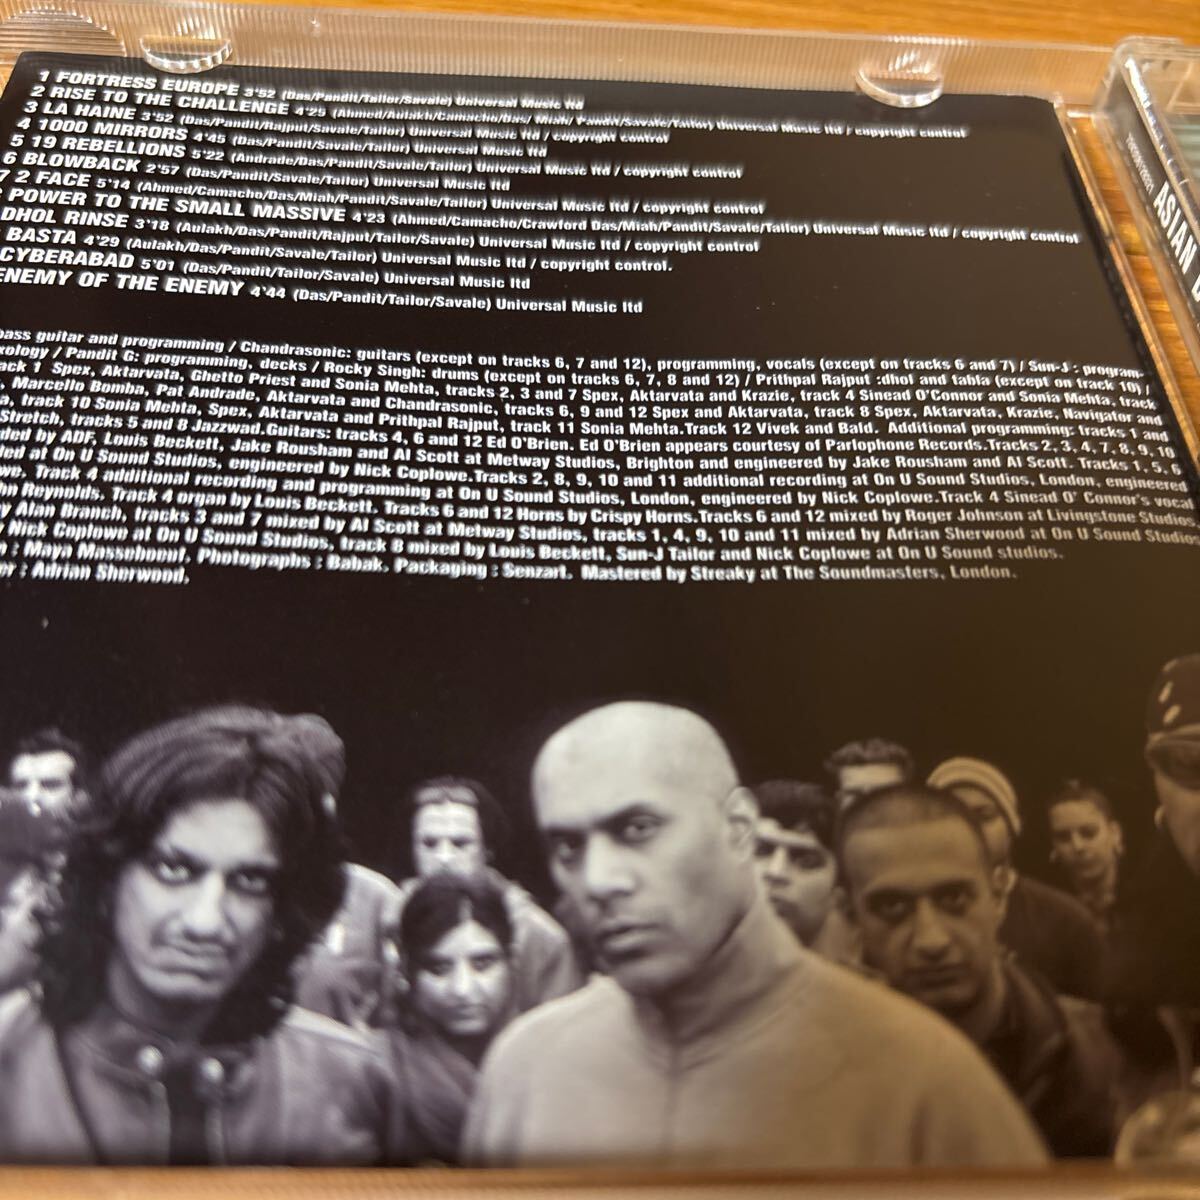 1 FORTRESS EUROPE 3'52 (Das/Pandit/Tailor/Savale) Universal Music ltd
2 RISE TO THE CHALLENGE 4'25 (Ahmed/Aulakh/Camacho/Das/ Miah/ Pandit/Savale/Tailor) Universal Music ltd / copyright control
3 LA HAINE 3'52 (Das/Pandit/Rajput/Savale/Tailor) Universal Music ltd / copyright control
4 1000 MIRRORS 4'45 (Das/Pandit/Savale/Tailor) Universal Music ltd
5 19 REBELLIONS 5'22 (Andrade/Das/Pandit/Savale/Tailor) Universal Music ltd / copyright control
6 BLOWBACK 2'57 (Das/Pandit/Savale/Tailor) Universal Music ltd
7 2 FACE 5'14 (Ahmed/Camacho/Das/Miah/Pandit/Savale/Tailor) Universal Music ltd / copyright control
POWER TO THE SMALL MASSIVE 4'23 (Ahmed/Camacho/Crawford Das/Miah/Pandit/Savale/Tailor) Universal Music ltd / copyright control
DHOL RINSE 3'18 (Aulakh/Das/Pandit/Rajput/Tailor/Savale) Universal Music ltd / copyright control
BASTA 4'29 (Aulakh/Das/Pandit/Savale/Tailor) Universal Music ltd / copyright control.
CYBERABAD 5'01 (Das/Pandit/Tailor/Savale) Universal Music ltd
ENEMY OF THE ENEMY 4'44 (Das/Pandit/Tailor/Savale) Universal Music ltd
bass guitar and programming / Chandrasonic: guitars (except on tracks 6, 7 and 12), programming, vocals (except on tracks 6 and 7) / Sun-J : program-
xology / Pandit G: programming, decks / Rocky Singh: drums (except on tracks 6, 7, 8 and 12) / Prithpal Rajput :dhol and tabla (except on track 10) /
ack 1 Spex, Aktarvata, Ghetto Priest and Sonia Mehta, tracks 2, 3 and 7 Spex, Aktarvata and Krazie, track 4 Sinead O'Connor and Sonia Mehta, track
Marcello Bomba, Pat Andrade, Aktarvata and Chandrasonic, tracks 6, 9 and 12 Spex and Aktarvata, track 8 Spex, Aktarvata, Krazie, Navigator and
a, track 10 Sonia Mehta, Spex, Aktarvata and Prithpal Rajput, track 11 Sonia Mehta.Track 12 Vivek and Bald. Additional programming: tracks 1 and
Stretch, tracks 5 and 8 Jazzwad.Guitars: tracks 4, 6 and 12 Ed O'Brien. Ed O'Brien appears courtesy of Parlophone Records.Tracks 2, 3, 4, 7, 8, 9, 10
ded by ADF, Louis Beckett, Jake Rousham and Al Scott at Metway Studios, Brighton and engineered by Jake Rousham and Al Scott. Tracks 1, 5, 6
ded at On U Sound Studios, engineered by Nick Coplowe.Tracks 2, 8, 9, 10 and 11 additional recording at On U Sound Studios, London, engineered
owe. Track 4 additional recording and programming at On U Sound Studios, London, engineered by Nick Coplowe.Track 4 Sinead O' Connor's vocal
hn Reynolds. Track 4 organ by Louis Beckett. Tracks 6 and 12 Horns by Crispy Horns.Tracks 6 and 12 mixed by Roger Johnson at Livingstone Studios
y Alan Branch, tracks 3 and 7 mixed by Al Scott at Metway Studios, tracks 1, 4, 9, 10 and 11 mixed by Adrian Sherwood at On U Sound Studios
Nick Coplowe at On U Sound Studios, track 8 mixed by Louis Beckett, Sun-J Tailor and Nick Coplowe at On U Sound studios.
: Maya Massebouef, Photographs : Babak. Packaging : Senzart. Mastered by Streaky at The Soundmasters, London.
er : Adrian Sherwood,
ASIAN